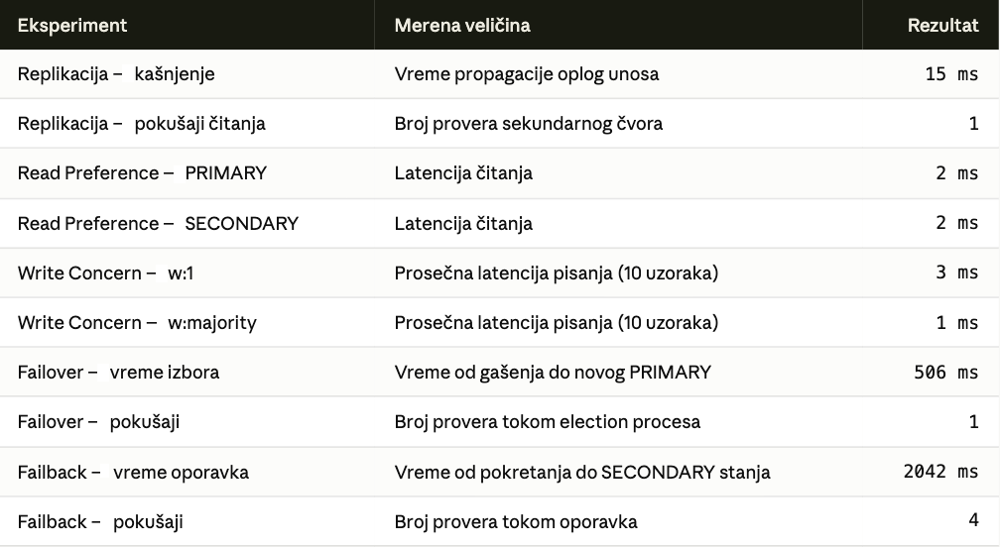 Eksperiment Merena veličina Rezultat
Replikacija – kašnjenje Vreme propagacije oplog unosa 15 ms
Replikacija – pokušaji čitanja Broj provera sekundarnog čvora 1
Read Preference – PRIMARY Latencija čitanja 2 ms
Read Preference – SECONDARY Latencija čitanja 2 ms
Write Concern – w:1 Prosečna latencija pisanja (10 uzoraka) 3 ms
Write Concern – w:majority Prosečna latencija pisanja (10 uzoraka) 1 ms
Failover – vreme izbora Vreme od gašenja do novog PRIMARY 506 ms
Failover – pokušaji Broj provera tokom election procesa 1
Failback – vreme oporavka Vreme od pokretanja do SECONDARY stanja 2042 ms
Failback – pokušaji Broj provera tokom oporavka 4